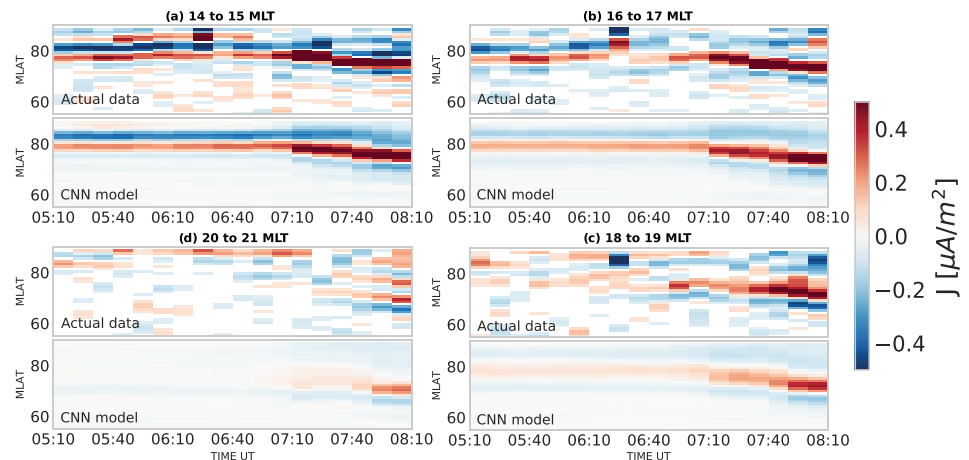 (a) 14 to 15 MLT
(b) 16 to 17 MLT
MLAT
80
60
Actual data
MLAT
80
60
Actual data
MLAT
80
60
CNN model
MLAT
80
60
CNN model
05:10 05:40 06:10 06:40 07:10 07:40 08:10
05:10 05:40 06:10 06:40 07:10 07:40 08:10
(d) 20 to 21 MLT
(c) 18 to 19 MLT
MLAT
80
60
Actual data
MLAT
80
60
Actual data
MLAT
80
60
CNN model
MLAT
80
60
CNN model
05:10 05:40 06:10 06:40 07:10 07:40 08:10
05:10 05:40 06:10 06:40 07:10 07:40 08:10
TIME UT
TIME UT
0.4
0.2
0.0
−0.2
−0.4
J [μA/m²]